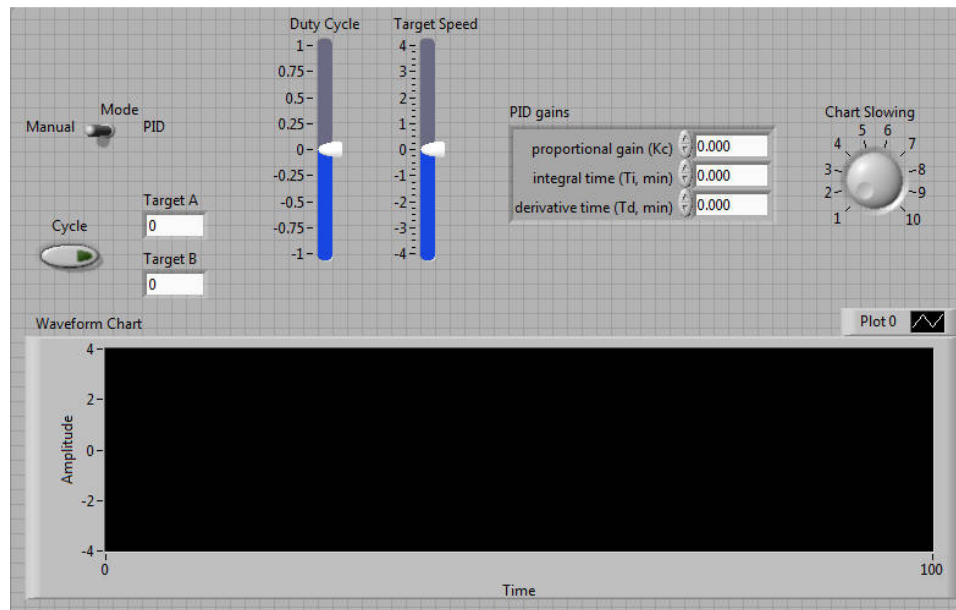 Duty Cycle
1
0.75
0.5
0.25
0
-0.25
-0.5
-0.75
-1
Target Speed
4
3
2
1
0
-1
-2
-3
-4
Mode
Manual
PID
Cycle
Target A
0
Target B
0
PID gains
proportional gain (Kc) 0.000
integral time (Ti, min) 0.000
derivative time (Td, min) 0.000
Chart Slowing
1
2
3
4
5
6
7
8
9
10
Waveform Chart
Plot 0
Amplitude
4
2
0
-2
-4
0
100
Time